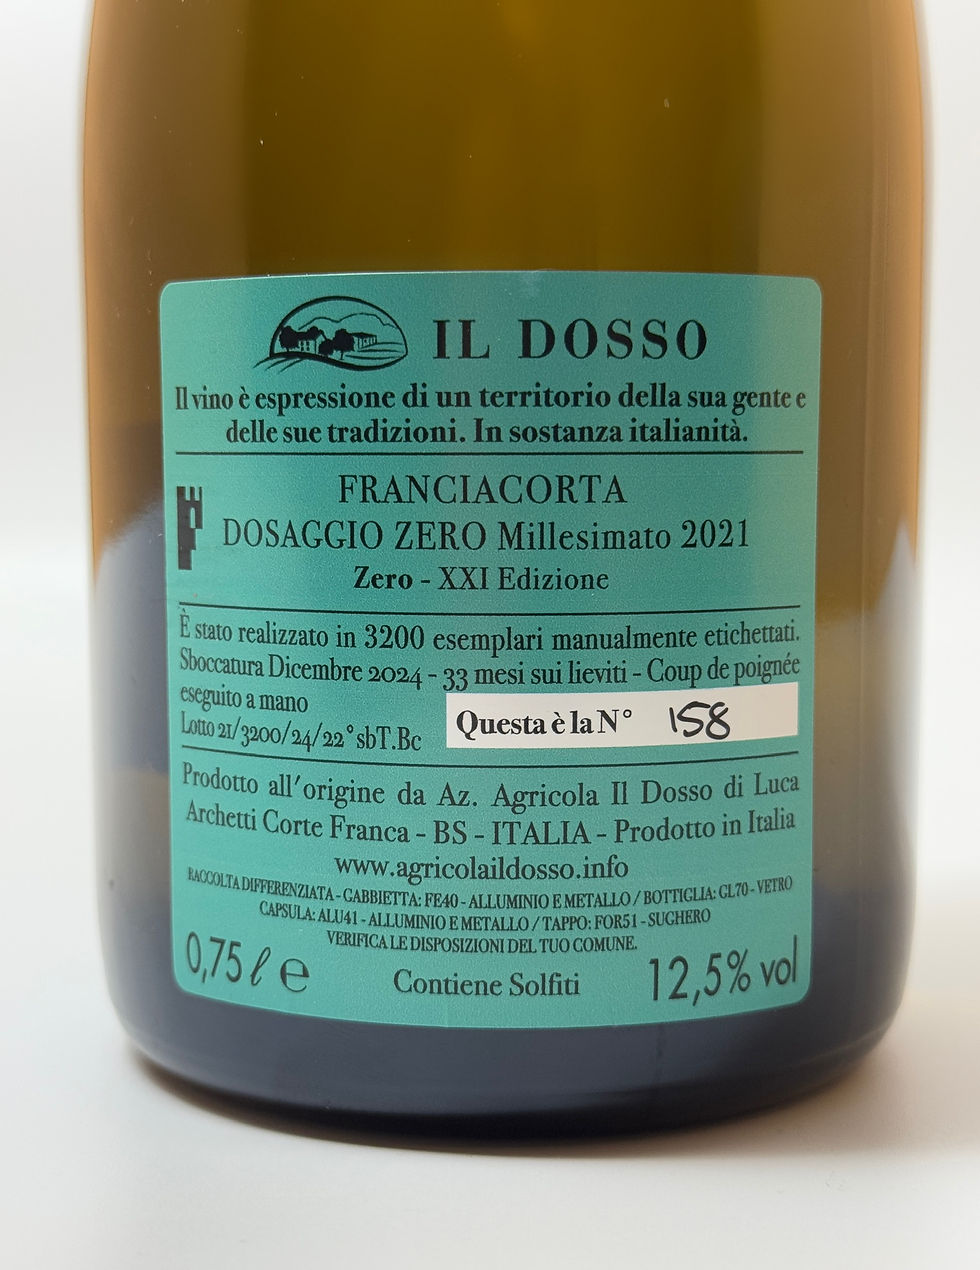 IL DOSSO
Il vino è espressione di un territorio della sua gente e
delle sue tradizioni. In sostanza italianità.
FRANCIACORTA
DOSAGGIO ZERO Millesimato 2021
Zero - XXI Edizione
È stato realizzato in 3200 esemplari manualmente etichettati.
Sboccatura Dicembre 2024 - 33 mesi sui lieviti - Coup de poignée
eseguito a mano
Questa è la N° 158
Lotto 21/3200/24/22°sbT.Bc
Prodotto all'origine da Az. Agricola Il Dosso di Luca
Archetti Corte Franca - BS - ITALIA - Prodotto in Italia
www.agricolaildosso.info
RACCOLTA DIFFERENZIATA - GABBIETTA: FE40 - ALLUMINIO E METALLO / BOTTIGLIA: GL70 - VETRO
CAPSULA: ALU41 - ALLUMINIO E METALLO / TAPPO: FOR51 - SUGHERO
VERIFICA LE DISPOSIZIONI DEL TUO COMUNE.
0,75 ℓ e Contiene Solfiti 12,5% vol